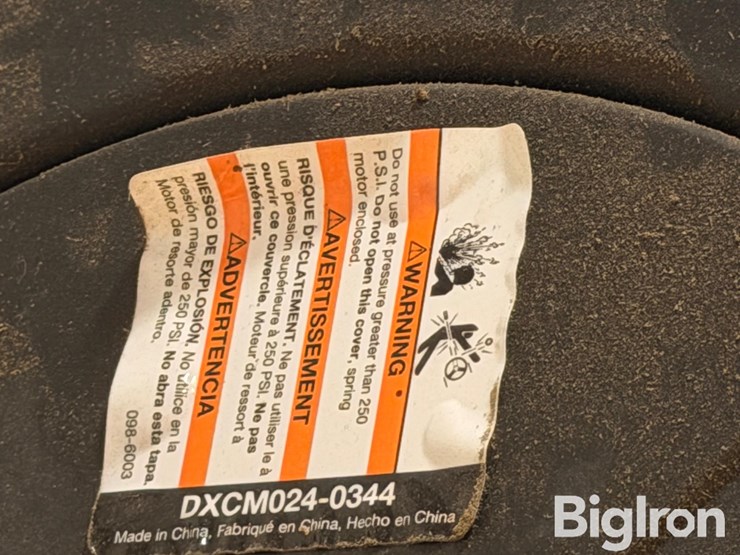 WARNING
Do not use at pressure greater than 250
P.S.I. Do not open this cover, spring
motor enclosed.
AVERTISSEMENT
RISQUE D'ÉCLATEMENT. Ne pas utiliser le à
une pression supérieure à 250 PSI. Ne pas
ouvrir ce couvercle. Moteur de ressort à
l'intérieur.
ADVERTENCIA
RIESGO DE EXPLOSIÓN. No utilice en la
presión mayor de 250 PSI. No abra esta tapa.
Motor de resorte adentro.
098-6003
DXCM024-0344
Made in China, Fabriqué en China, Hecho en China
BigIron